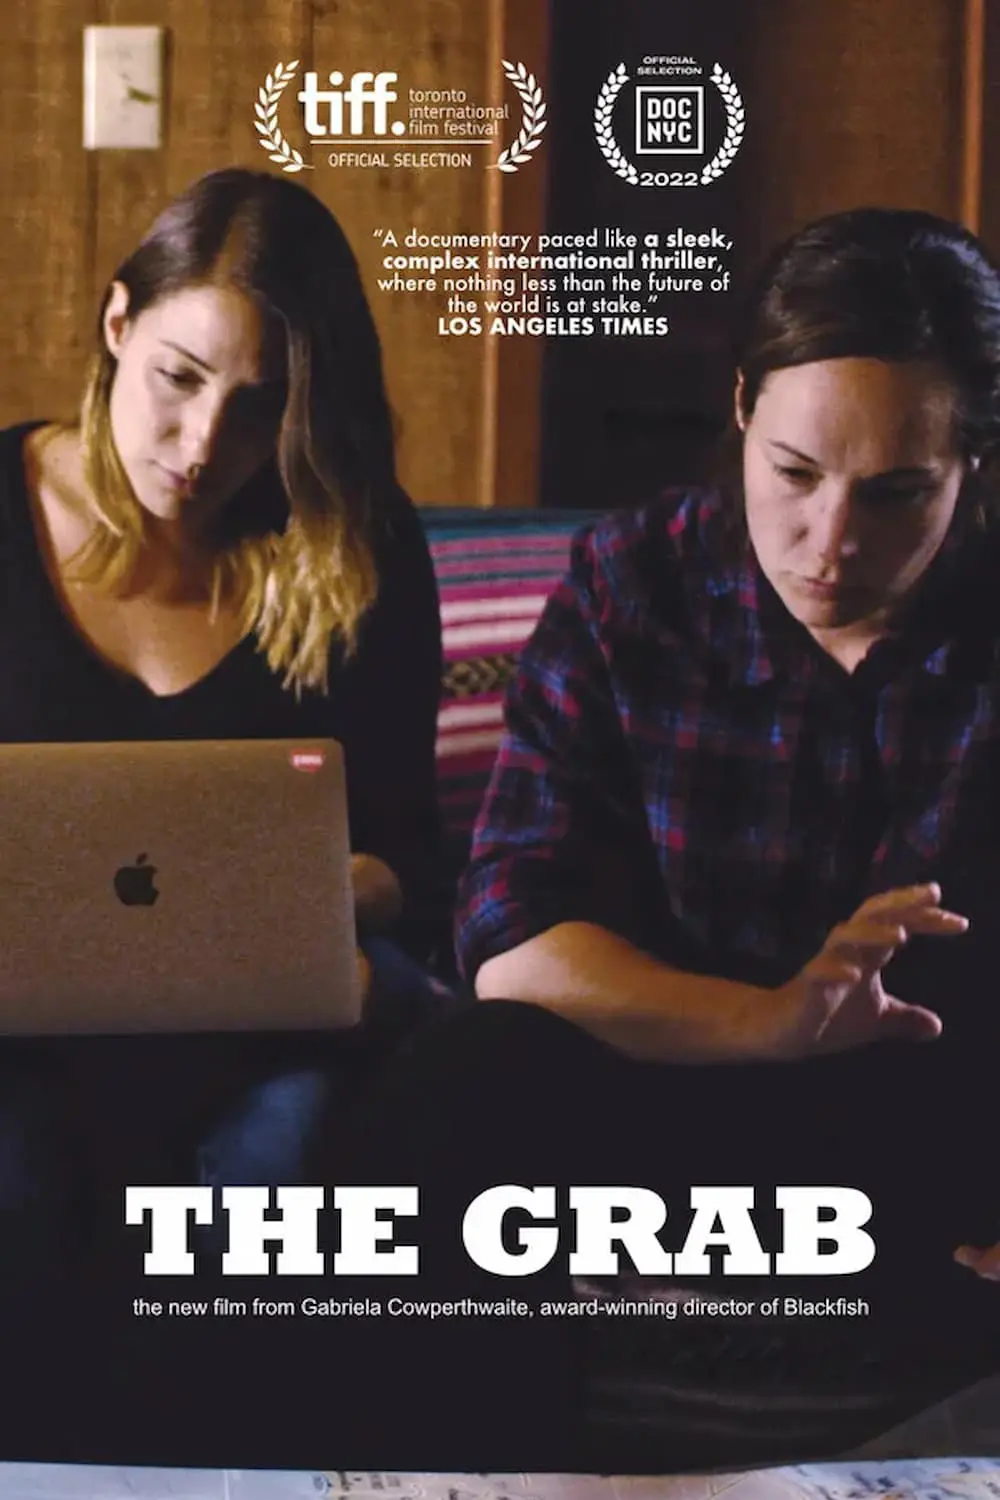 tiff.
toronto
international
film festival
OFFICIAL SELECTION
OFFICIAL
SELECTION
DOC
NYC
2022
“A documentary paced like a sleek,
complex international thriller,
where nothing less than the future of
the world is at stake.”
LOS ANGELES TIMES
THE GRAB
the new film from Gabriela Cowperthwaite, award-winning director of Blackfish